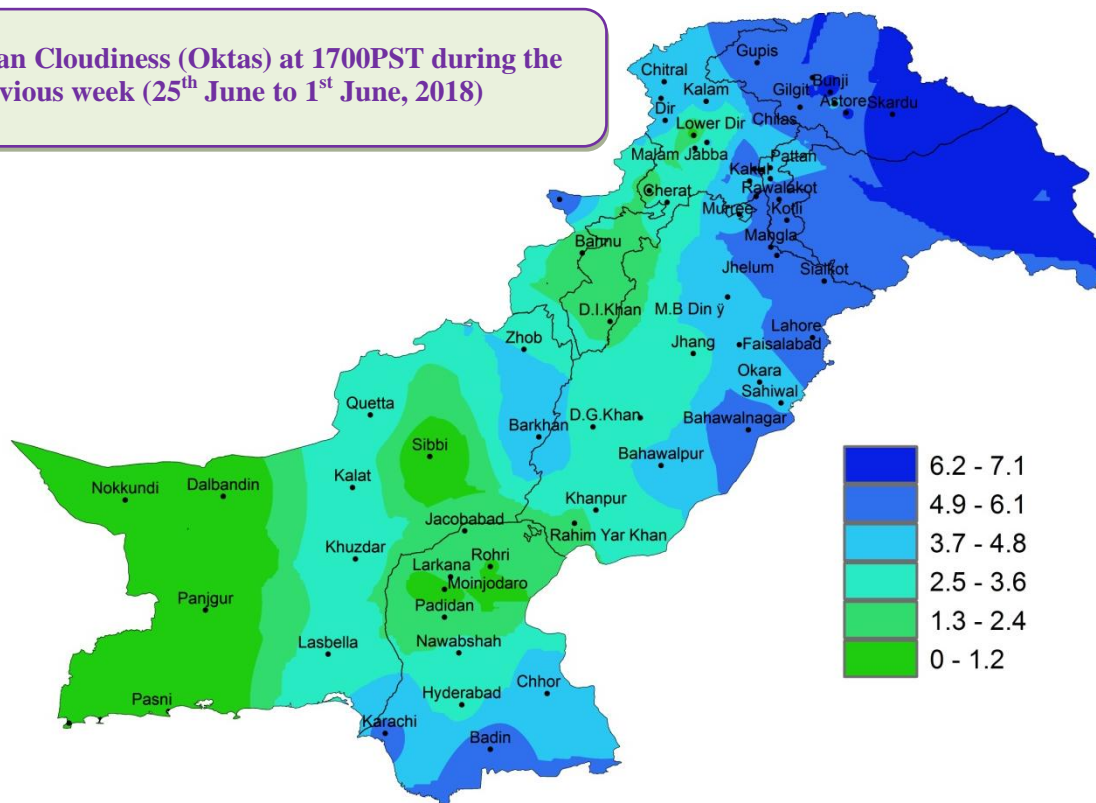 an Cloudiness (Oktas) at 1700PST during the
vious week (25th June to 1st June, 2018)
Gupis
Chitral
Bunji
Kalam
Gilgit
Astore
Skardu
Dir
Chilas
Lower Dir
Malam Jabba
Pattan
Kakul
Cherat
Rawalakot
Murree
Kotli
Mangla
Bannu
Jhelum
Sialkot
D.I.Khan
M.B Din ÿ
Zhob
Lahore
Jhang
Faisalabad
Okara
Sahiwal
Quetta
D.G.Khan
Bahawalnagar
Barkhan
Sibbi
Bahawalpur
6.2 - 7.1
Nokkundi
Dalbandin
Kalat
4.9 - 6.1
Khanpur
Jacobabad
Rahim Yar Khan
3.7 - 4.8
Khuzdar
Rohri
Larkana
Moinjodaro
2.5 - 3.6
Panjgur
Padidan
1.3 - 2.4
Lasbella
Nawabshah
0 - 1.2
Chhor
Pasni
Hyderabad
Karachi
Badin